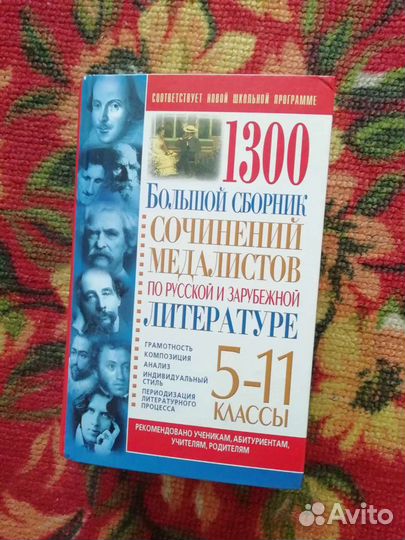 СООТВЕТСТВУЕТ НОВОЙ ШКОЛЬНОЙ ПРОГРАММЕ
1300
БОЛЬШОЙ СБОРНИК
СОЧИНЕНИЙ
МЕДАЛИСТОВ
ПО РУССКОЙ И ЗАРУБЕЖНОЙ
ЛИТЕРАТУРЕ
ГРАМОТНОСТЬ
КОМПОЗИЦИЯ
АНАЛИЗ
ИНДИВИДУАЛЬНЫЙ
СТИЛЬ
ПЕРИОДИЗАЦИЯ
ЛИТЕРАТУРНОГО
ПРОЦЕССА
5-11
КЛАССЫ
РЕКОМЕНДОВАНО УЧЕНИКАМ, АБИТУРИЕНТАМ,
УЧИТЕЛЯМ, РОДИТЕЛЯМ
Avito